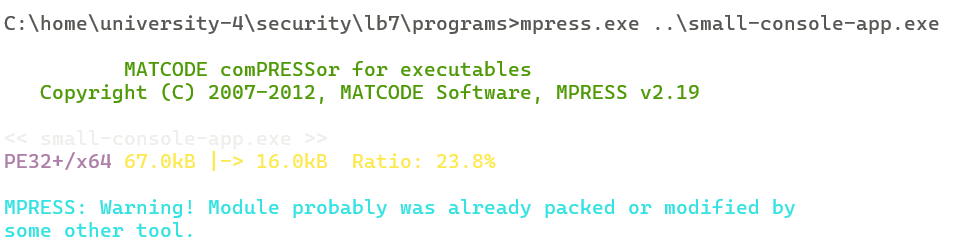 C:\home\university-4\security\lb7\programs>mpress.exe ..\small-console-app.exe
MATCODE comPRESSor for executables
Copyright (C) 2007-2012, MATCODE Software, MPRESS v2.19
<< small-console-app.exe >>
PE32+/x64 67.0kB |-> 16.0kB  Ratio: 23.8%
MPRESS: Warning! Module probably was already packed or modified by
some other tool.